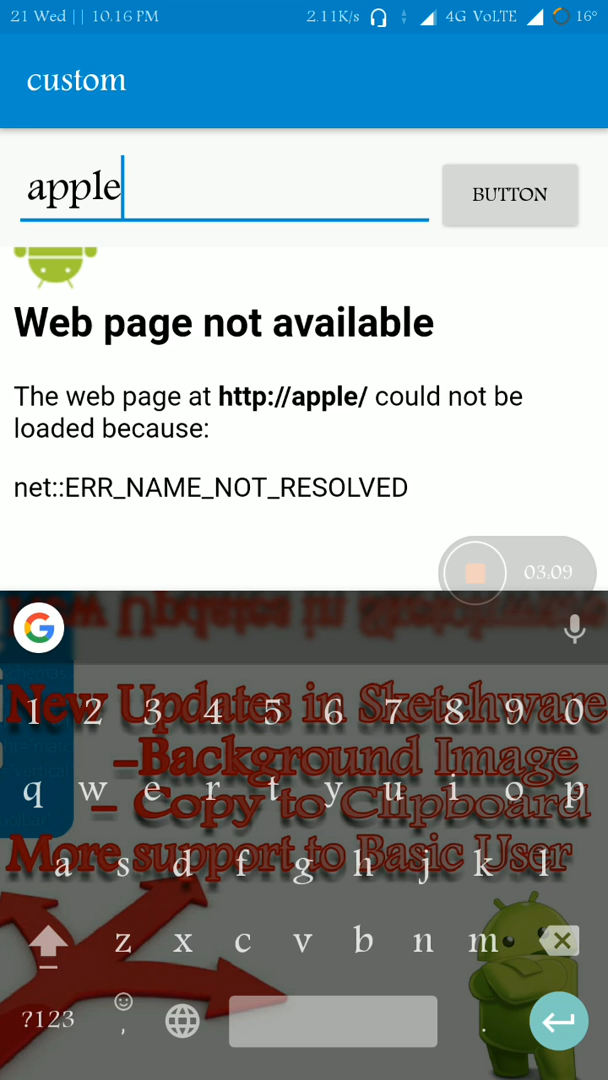 21 Wed || 10.16 PM 2.11K/s 4G VoLTE 16°
custom
apple BUTTON
Web page not available
The web page at http://apple/ could not be
loaded because:
net::ERR_NAME_NOT_RESOLVED
03:09
G
New Updates in Sketchware
1 2 3 4 5 6 7 8 9 0
–Background Image
q w e r t y u i o p
– Copy to Clipboard
More support to Basic User
a s d f g h j k l
z x c v b n m
?123 , .